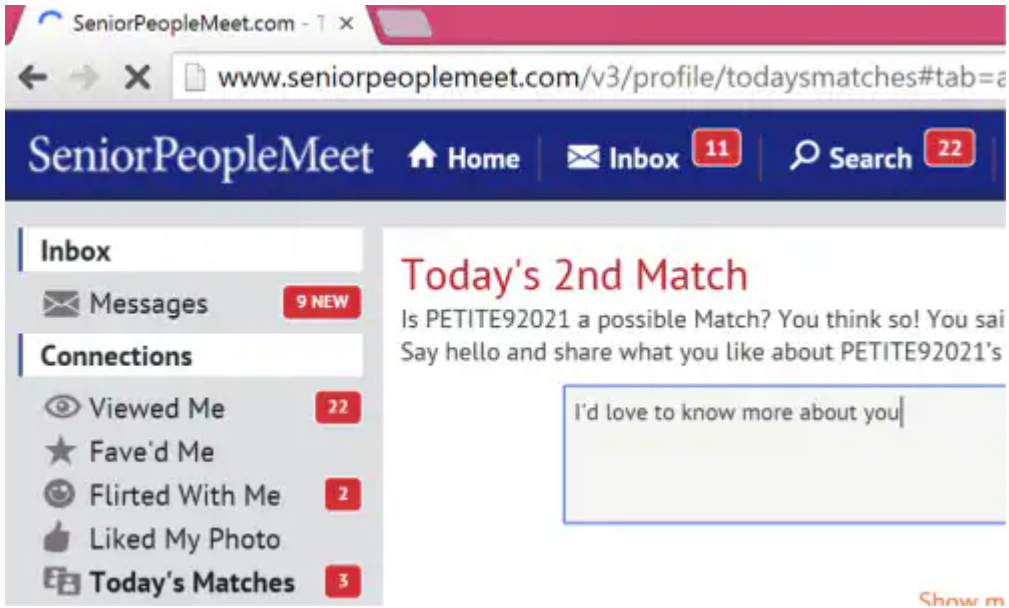 SeniorPeopleMeet.com - T
www.seniorpeoplemeet.com/v3/profile/todaysmatches#tab=a
SeniorPeopleMeet Home Inbox 11 Search 22
Inbox
Messages 9 NEW
Connections
Viewed Me 22
Fave'd Me
Flirted With Me 2
Liked My Photo
Today's Matches 3
Today's 2nd Match
Is PETITE92021 a possible Match? You think so! You sai
Say hello and share what you like about PETITE92021's
I'd love to know more about you
Show m